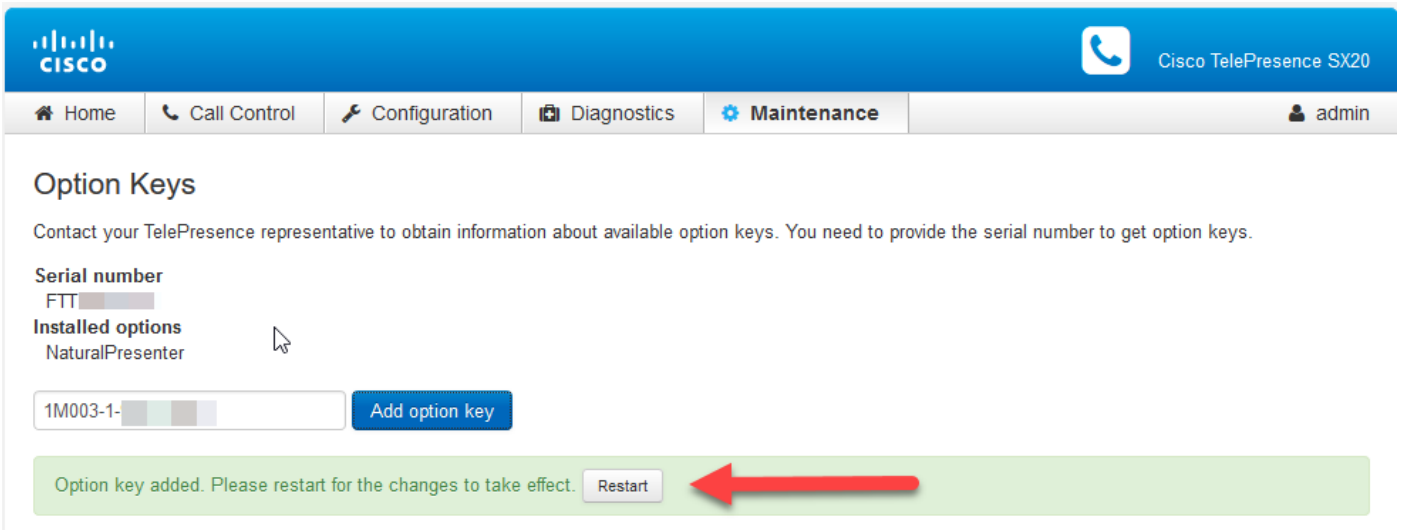 CISCO
Cisco TelePresence SX20
Home Call Control Configuration Diagnostics Maintenance admin
Option Keys
Contact your TelePresence representative to obtain information about available option keys. You need to provide the serial number to get option keys.
Serial number
FTT
Installed options
NaturalPresenter
1M003-1- Add option key
Option key added. Please restart for the changes to take effect. Restart